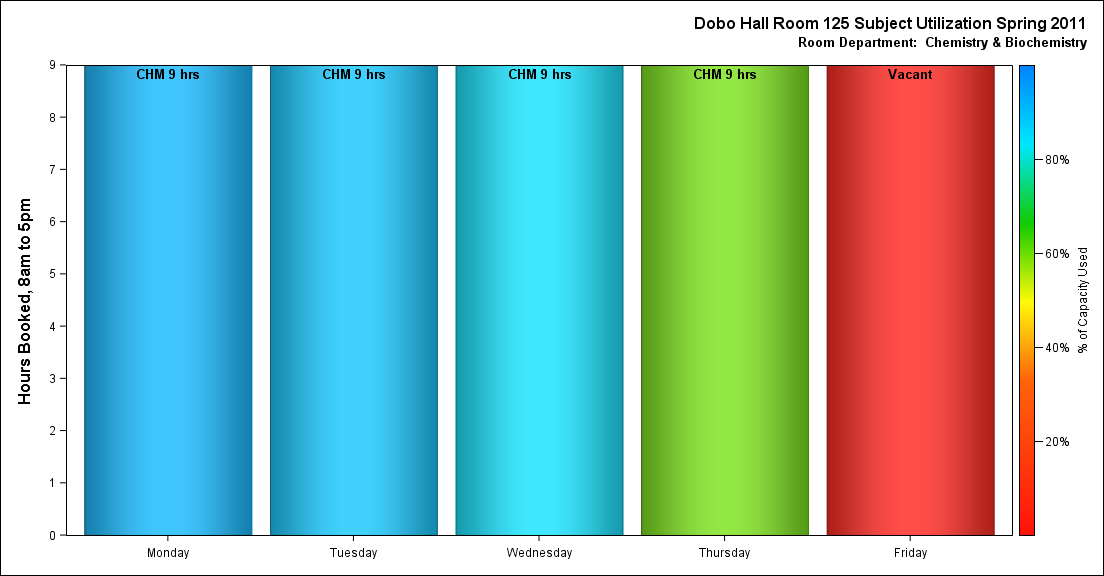 Dobo Hall Room 125 Subject Utilization Spring 2011
Room Department:  Chemistry & Biochemistry
Hours Booked, 8am to 5pm
9
8
7
6
5
4
3
2
1
0
CHM 9 hrs
CHM 9 hrs
CHM 9 hrs
CHM 9 hrs
Vacant
Monday
Tuesday
Wednesday
Thursday
Friday
80%
60%
40%
20%
% of Capacity Used